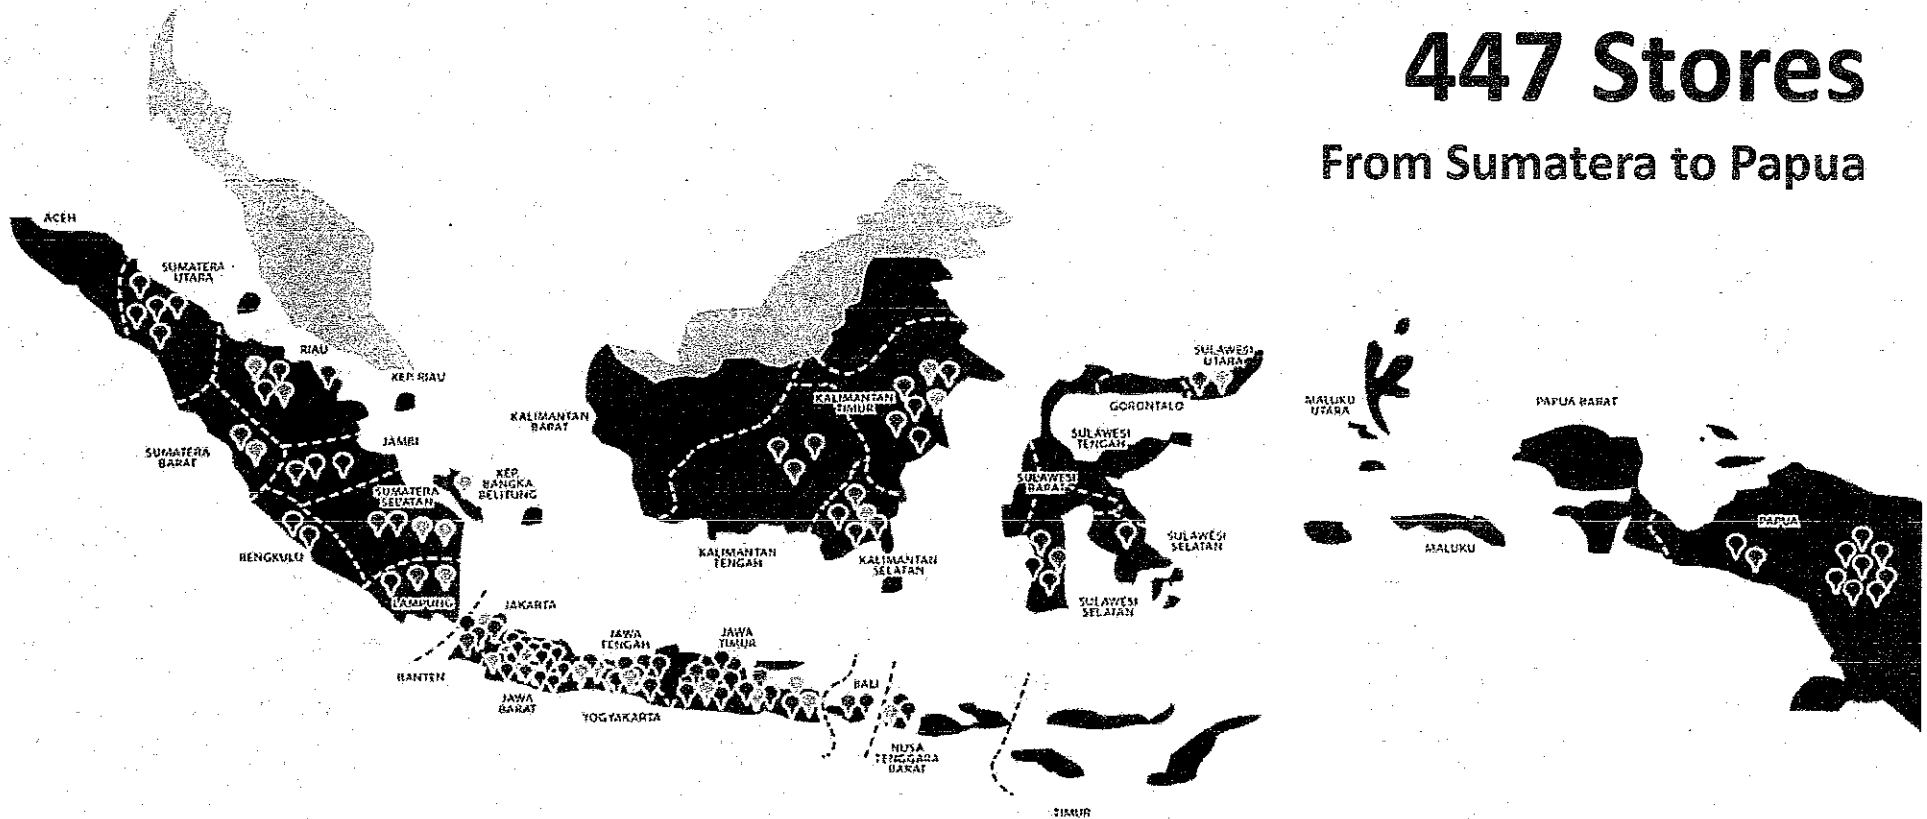 447 Stores
From Sumatera to Papua
ACEH
SUMATERA
UTARA
RIAU
KEP. RIAU
SUMATERA
BARAT
JAMBI
SUMATERA
SELATAN
KEP.
BANGKA
BELITUNG
BENGKULU
LAMPUNG
JAKARTA
BANTEN
JAWA
BARAT
JAWA
TENGAH
YOGYAKARTA
JAWA
TIMUR
BALI
NUSA
TENGGARA
BARAT
TIMUR
KALIMANTAN
BARAT
KALIMANTAN
TIMUR
KALIMANTAN
TENGAH
KALIMANTAN
SELATAN
SULAWESI
UTARA
GORONTALO
SULAWESI
TENGAH
SULAWESI
BARAT
SULAWESI
SELATAN
SULAWESI
SELATAN
MALUKU
UTARA
MALUKU
PAPUA BARAT
PAPUA